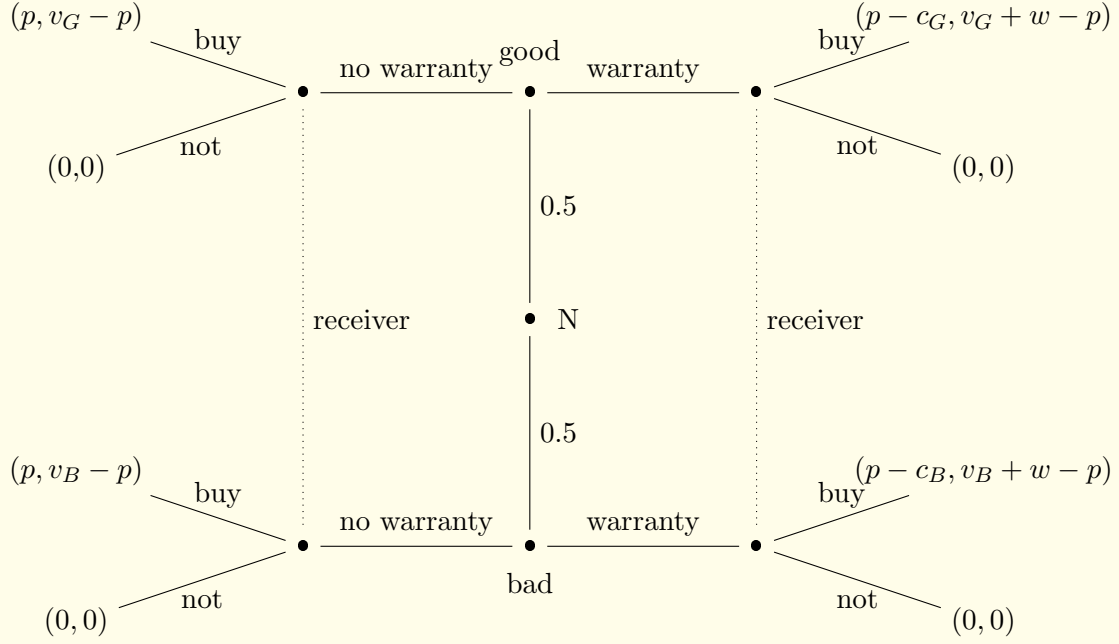 (p, v_G − p)
(p − c_G, v_G + w − p)
buy
good
buy
no warranty
warranty
not
not
(0,0)
(0, 0)
0.5
receiver
N
receiver
0.5
(p, v_B − p)
(p − c_B, v_B + w − p)
buy
buy
no warranty
warranty
bad
not
not
(0, 0)
(0, 0)